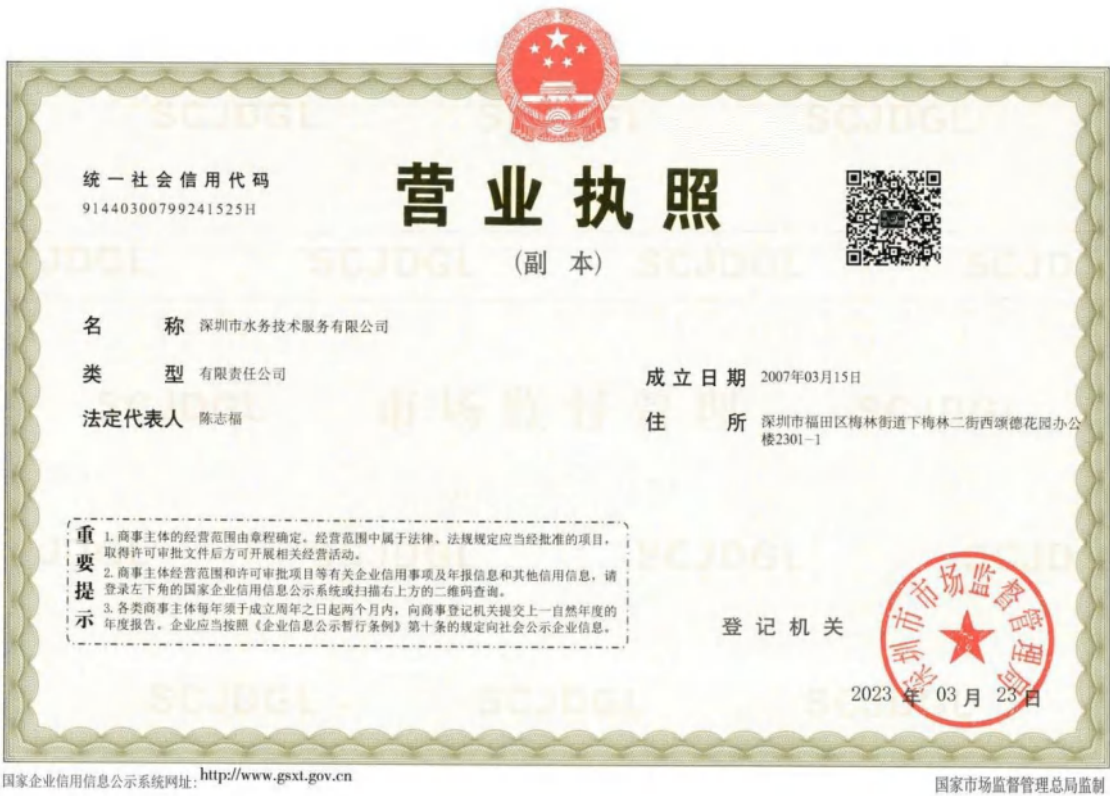 统一社会信用代码
91440300799241525H
营业执照
(副 本)
名 称 深圳市水务技术服务有限公司
类 型 有限责任公司
法定代表人 陈志福
成立日期 2007年03月15日
住 所 深圳市福田区梅林街道下梅林二街西颂德花园办公
楼2301-1
重要提示
1. 商事主体的经营范围由章程确定。经营范围中属于法律、法规规定应当经批准的项目，
取得许可审批文件后方可开展相关经营活动。
2. 商事主体经营范围和许可审批项目等有关企业信用事项及年报信息和其他信用信息，请
登录左下角的国家企业信用信息公示系统或扫描右上方的二维码查询。
3. 各类商事主体每年须于成立周年之日起两个月内，向商事登记机关提交上一自然年度的
年度报告。企业应当按照《企业信息公示暂行条例》第十条的规定向社会公示企业信息。
登记机关
深圳市市场监督管理局
2023 年 03 月 23 日
国家企业信用信息公示系统网址: http://www.gsxt.gov.cn
国家市场监督管理总局监制
SCJDGL
市场监督管理